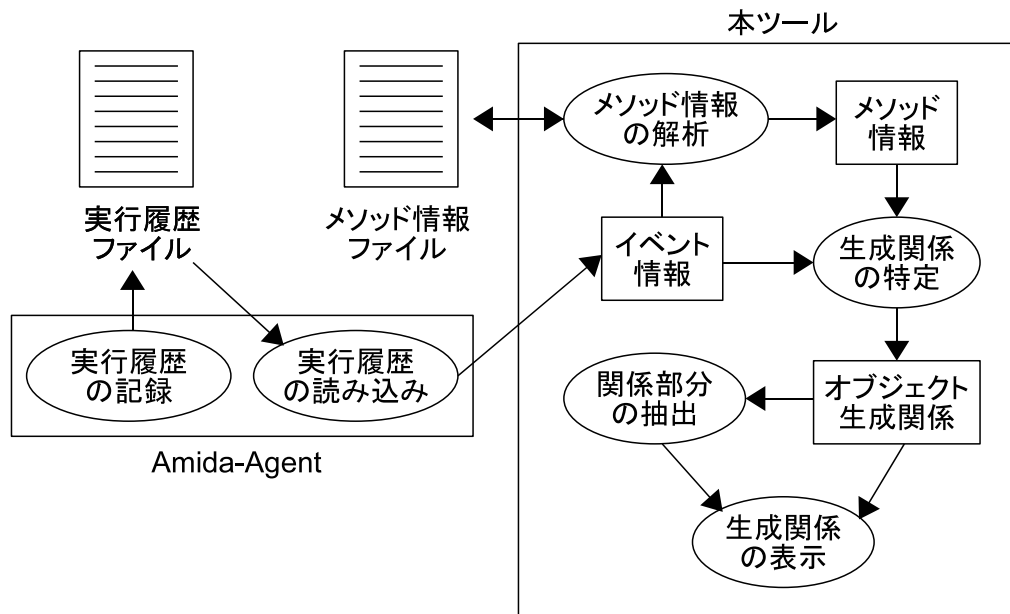 本ツール
実行履歴
ファイル
メソッド情報
ファイル
メソッド情報
の解析
メソッド
情報
イベント
情報
生成関係
の特定
実行履歴
の記録
実行履歴
の読み込み
Amida-Agent
関係部分
の抽出
オブジェクト
生成関係
生成関係
の表示